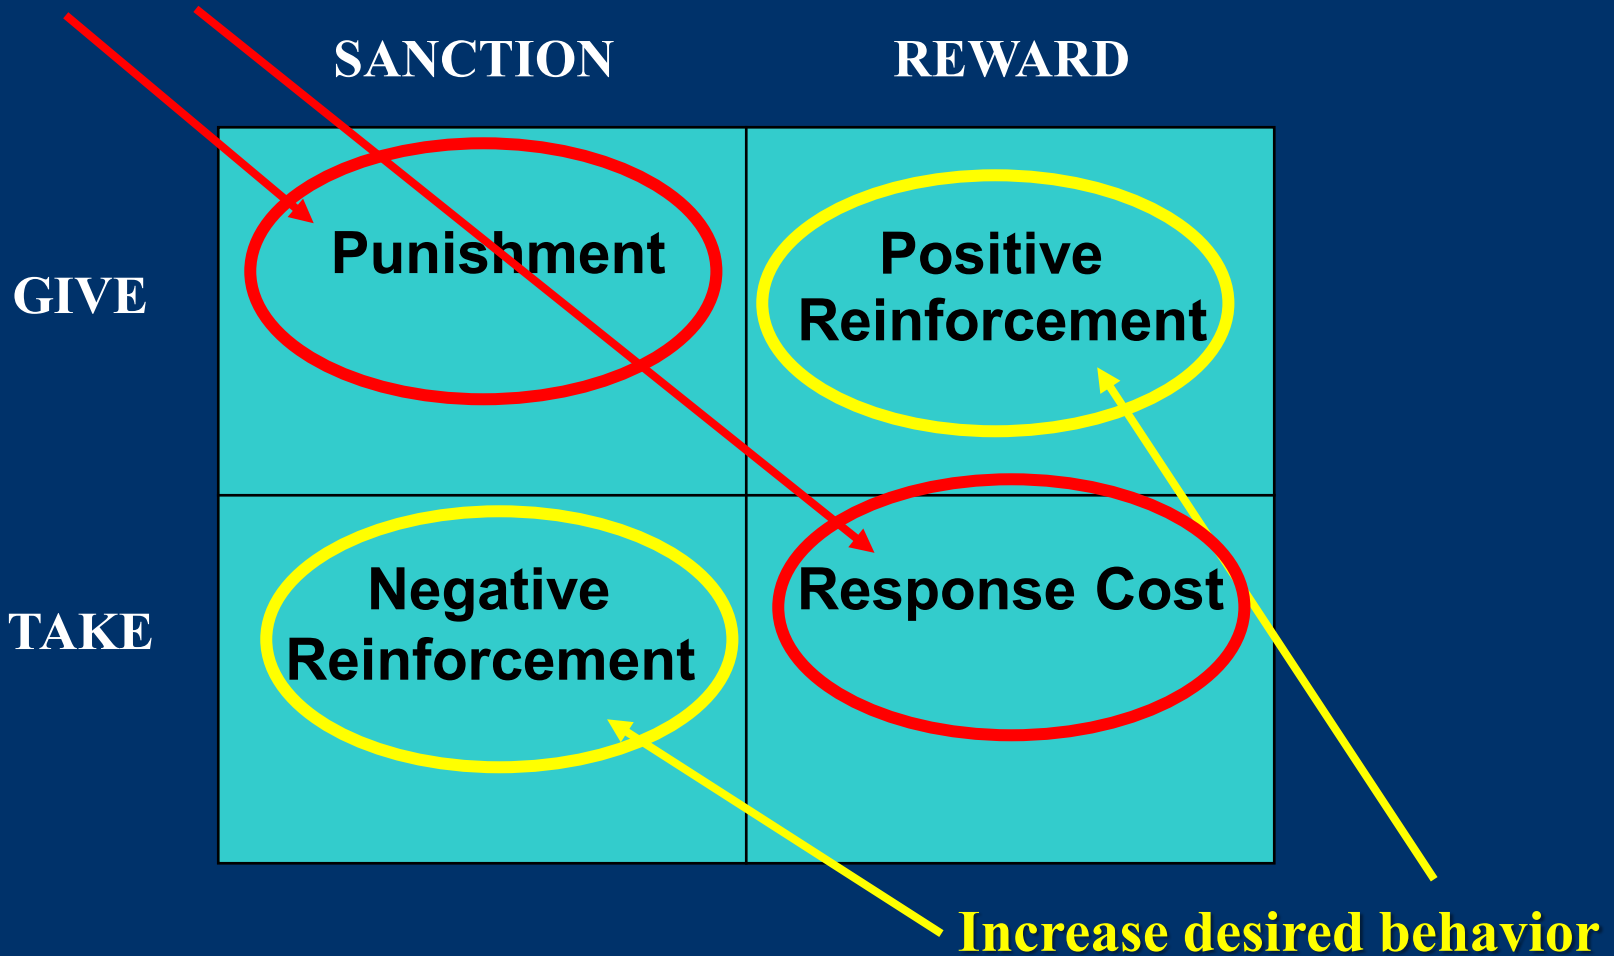 SANCTION REWARD
GIVE
Punishment
Positive
Reinforcement
TAKE
Negative
Reinforcement
Response Cost
Increase desired behavior